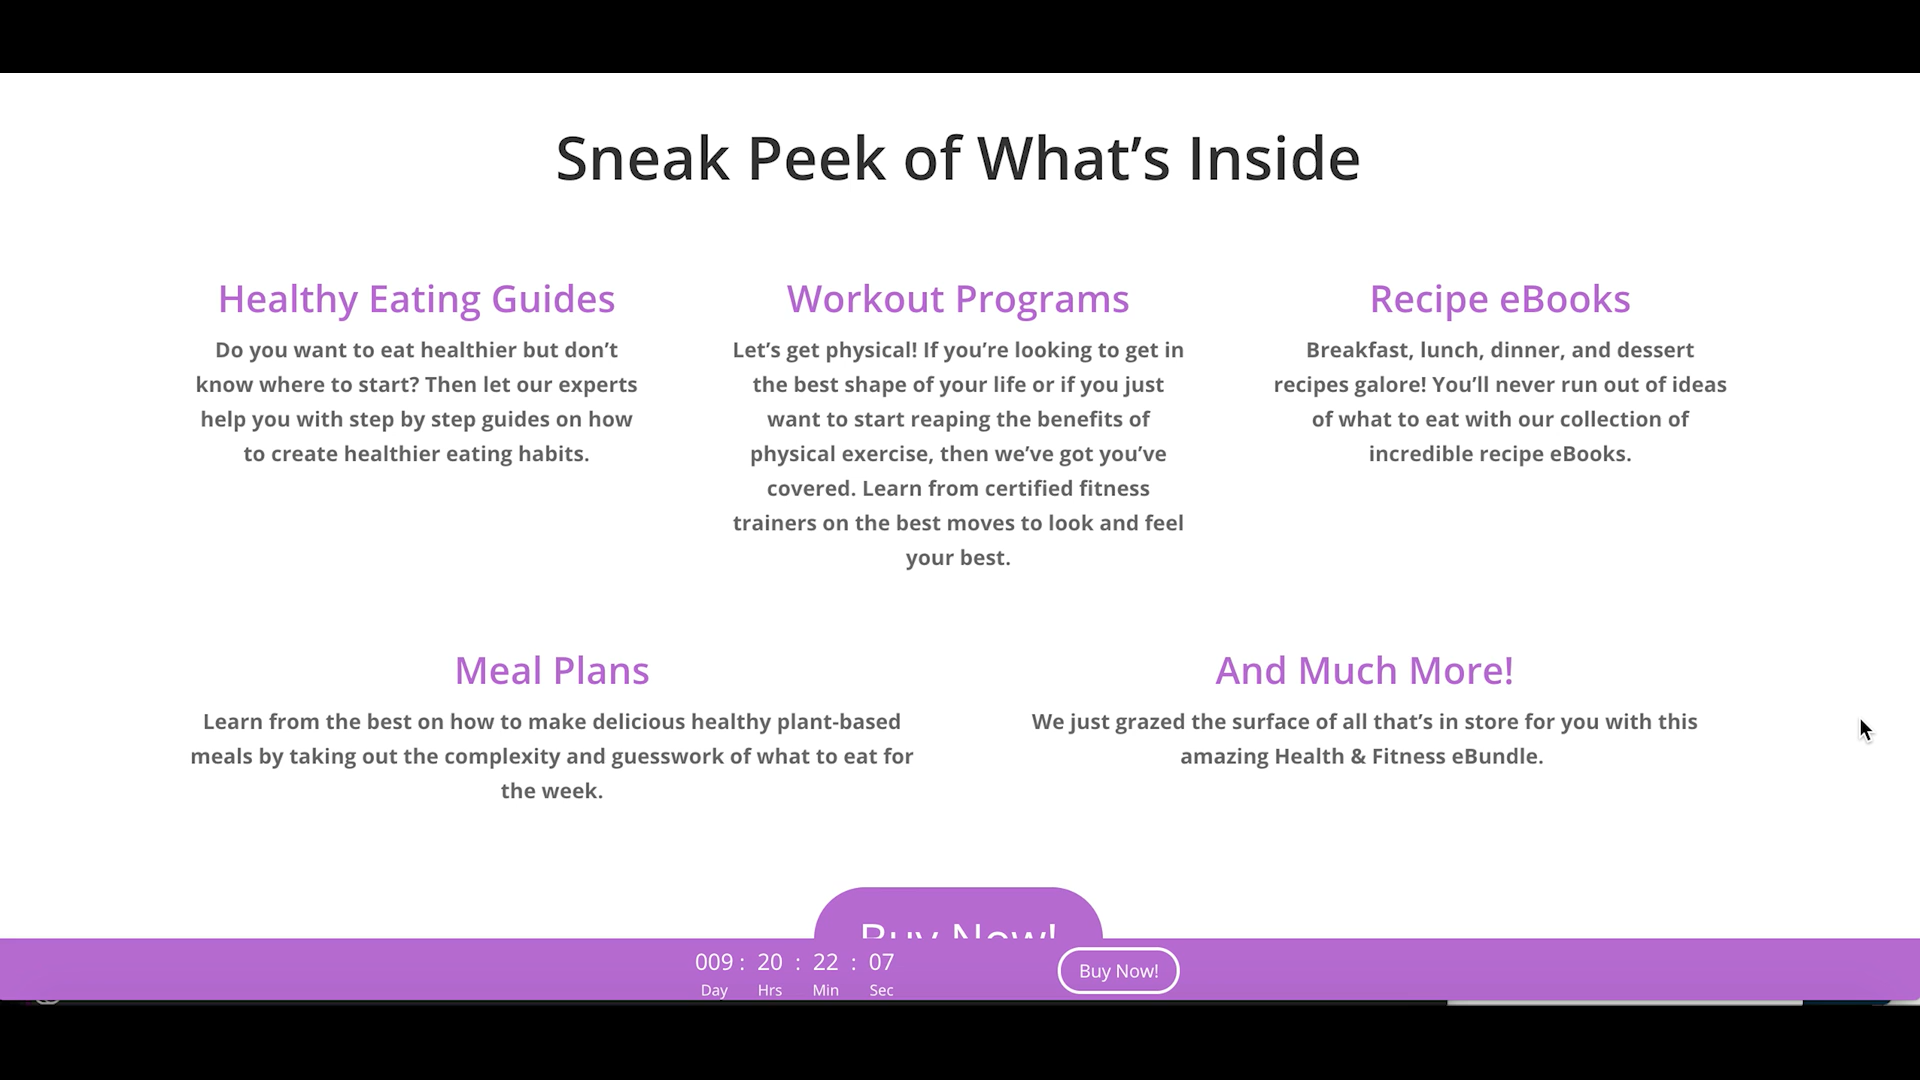 Sneak Peek of What’s Inside
Healthy Eating Guides
Do you want to eat healthier but don’t
know where to start? Then let our experts
help you with step by step guides on how
to create healthier eating habits.
Workout Programs
Let’s get physical! If you’re looking to get in
the best shape of your life or if you just
want to start reaping the benefits of
physical exercise, then we’ve got you’ve
covered. Learn from certified fitness
trainers on the best moves to look and feel
your best.
Recipe eBooks
Breakfast, lunch, dinner, and dessert
recipes galore! You’ll never run out of ideas
of what to eat with our collection of
incredible recipe eBooks.
Meal Plans
Learn from the best on how to make delicious healthy plant-based
meals by taking out the complexity and guesswork of what to eat for
the week.
And Much More!
We just grazed the surface of all that’s in store for you with this
amazing Health & Fitness eBundle.
Buy Now!
009 : 20 : 22 : 07
Day Hrs Min Sec
Buy Now!